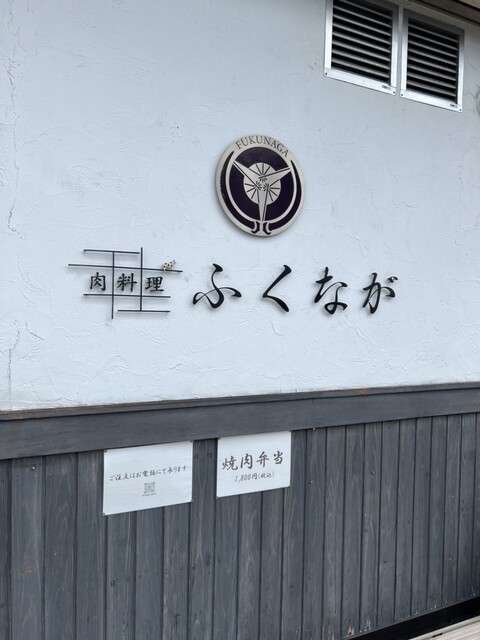 FUKUNAGA
肉料理
ふくなが
ご注文はお電話にて承ります
焼肉弁当
1,800円(税込)